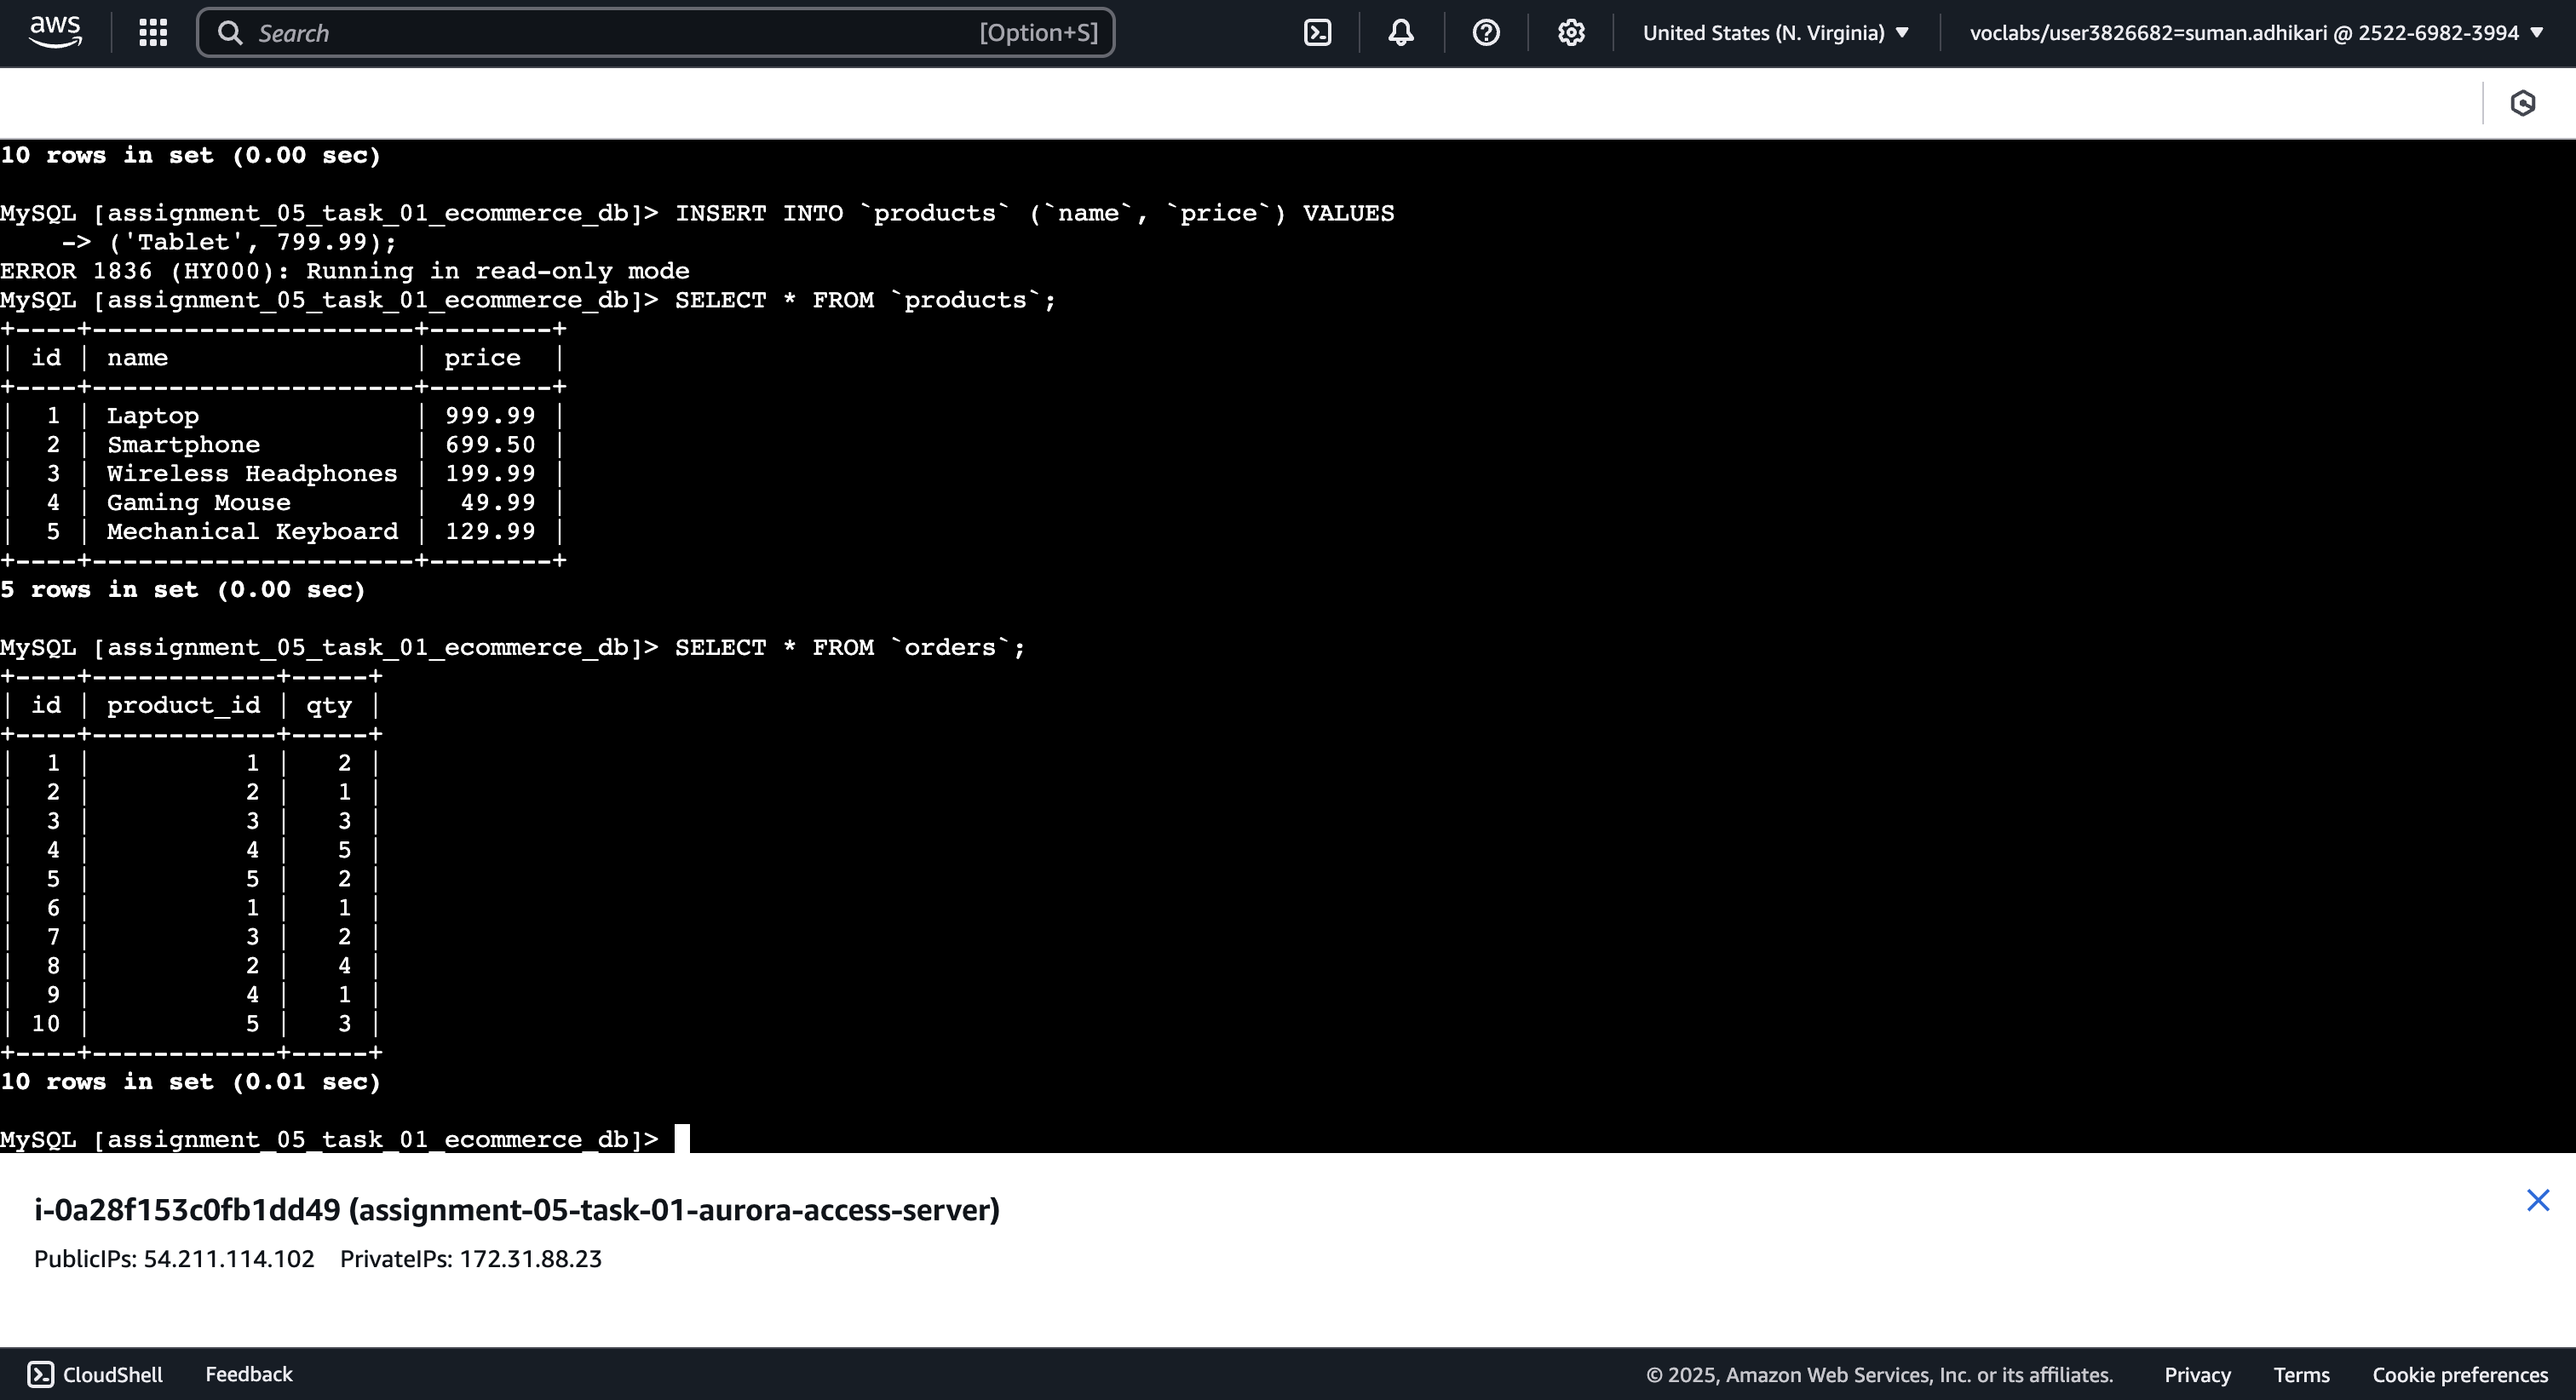 aws
Search [Option+S] United States (N. Virginia) voclabs/user3826682=suman.adhikari @ 2522-6982-3994
10 rows in set (0.00 sec)
MySQL [assignment_05_task_01_ecommerce_db]> INSERT INTO `products` (`name`, `price`) VALUES
    -> ('Tablet', 799.99);
ERROR 1836 (HY000): Running in read-only mode
MySQL [assignment_05_task_01_ecommerce_db]> SELECT * FROM `products`;
+----+---------------------+--------+
| id | name                | price  |
+----+---------------------+--------+
|  1 | Laptop              | 999.99 |
|  2 | Smartphone          | 699.50 |
|  3 | Wireless Headphones | 199.99 |
|  4 | Gaming Mouse        |  49.99 |
|  5 | Mechanical Keyboard | 129.99 |
+----+---------------------+--------+
5 rows in set (0.00 sec)
MySQL [assignment_05_task_01_ecommerce_db]> SELECT * FROM `orders`;
+----+------------+-----+
| id | product_id | qty |
+----+------------+-----+
|  1 |          1 |   2 |
|  2 |          2 |   1 |
|  3 |          3 |   3 |
|  4 |          4 |   5 |
|  5 |          5 |   2 |
|  6 |          1 |   1 |
|  7 |          3 |   2 |
|  8 |          2 |   4 |
|  9 |          4 |   1 |
| 10 |          5 |   3 |
+----+------------+-----+
10 rows in set (0.01 sec)
MySQL [assignment_05_task_01_ecommerce_db]>
i-0a28f153c0fb1dd49 (assignment-05-task-01-aurora-access-server)
PublicIPs: 54.211.114.102 PrivateIPs: 172.31.88.23
CloudShell Feedback © 2025, Amazon Web Services, Inc. or its affiliates. Privacy Terms Cookie preferences